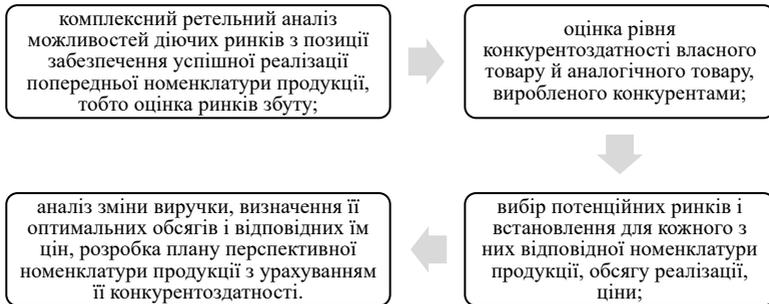 комплексний ретельний аналіз
можливостей діючих ринків з позиції
забезпечення успішної реалізації
попередньої номенклатури продукції,
тобто оцінка ринків збуту;
оцінка рівня
конкурентоздатності власного
товару й аналогічного товару,
виробленого конкурентами;
вибір потенційних ринків і
встановлення для кожного з
них відповідної номенклатури
продукції, обсягу реалізації,
ціни;
аналіз зміни виручки, визначення її
оптимальних обсягів і відповідних їм
цін, розробка плану перспективної
номенклатури продукції з урахуванням
її конкурентоздатності.